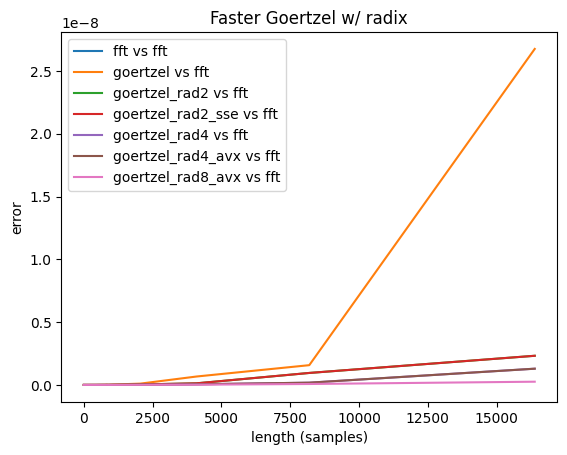 Faster Goertzel w/ radix
1e−8
fft vs fft
goertzel vs fft
goertzel_rad2 vs fft
goertzel_rad2_sse vs fft
goertzel_rad4 vs fft
goertzel_rad4_avx vs fft
goertzel_rad8_avx vs fft
2.5
2.0
1.5
1.0
0.5
0.0
error
0 2500 5000 7500 10000 12500 15000
length (samples)